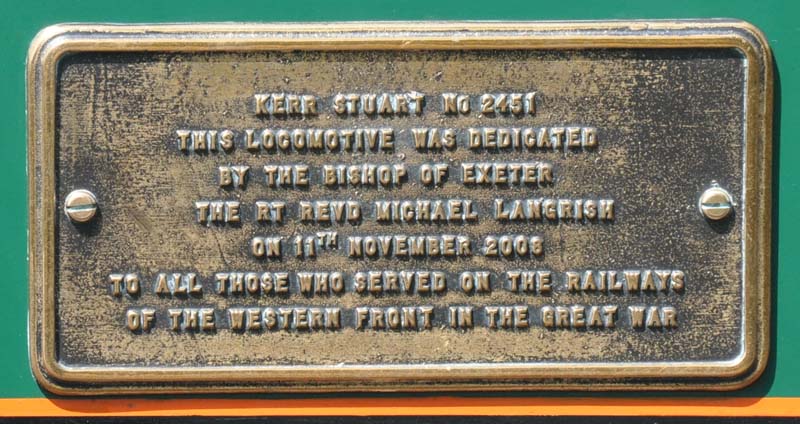 KERR STUART No 2451
THIS LOCOMOTIVE WAS DEDICATED
BY THE BISHOP OF EXETER
THE RT REVD MICHAEL LANGRISH
ON 11TH NOVEMBER 2008
TO ALL THOSE WHO SERVED ON THE RAILWAYS
OF THE WESTERN FRONT IN THE GREAT WAR